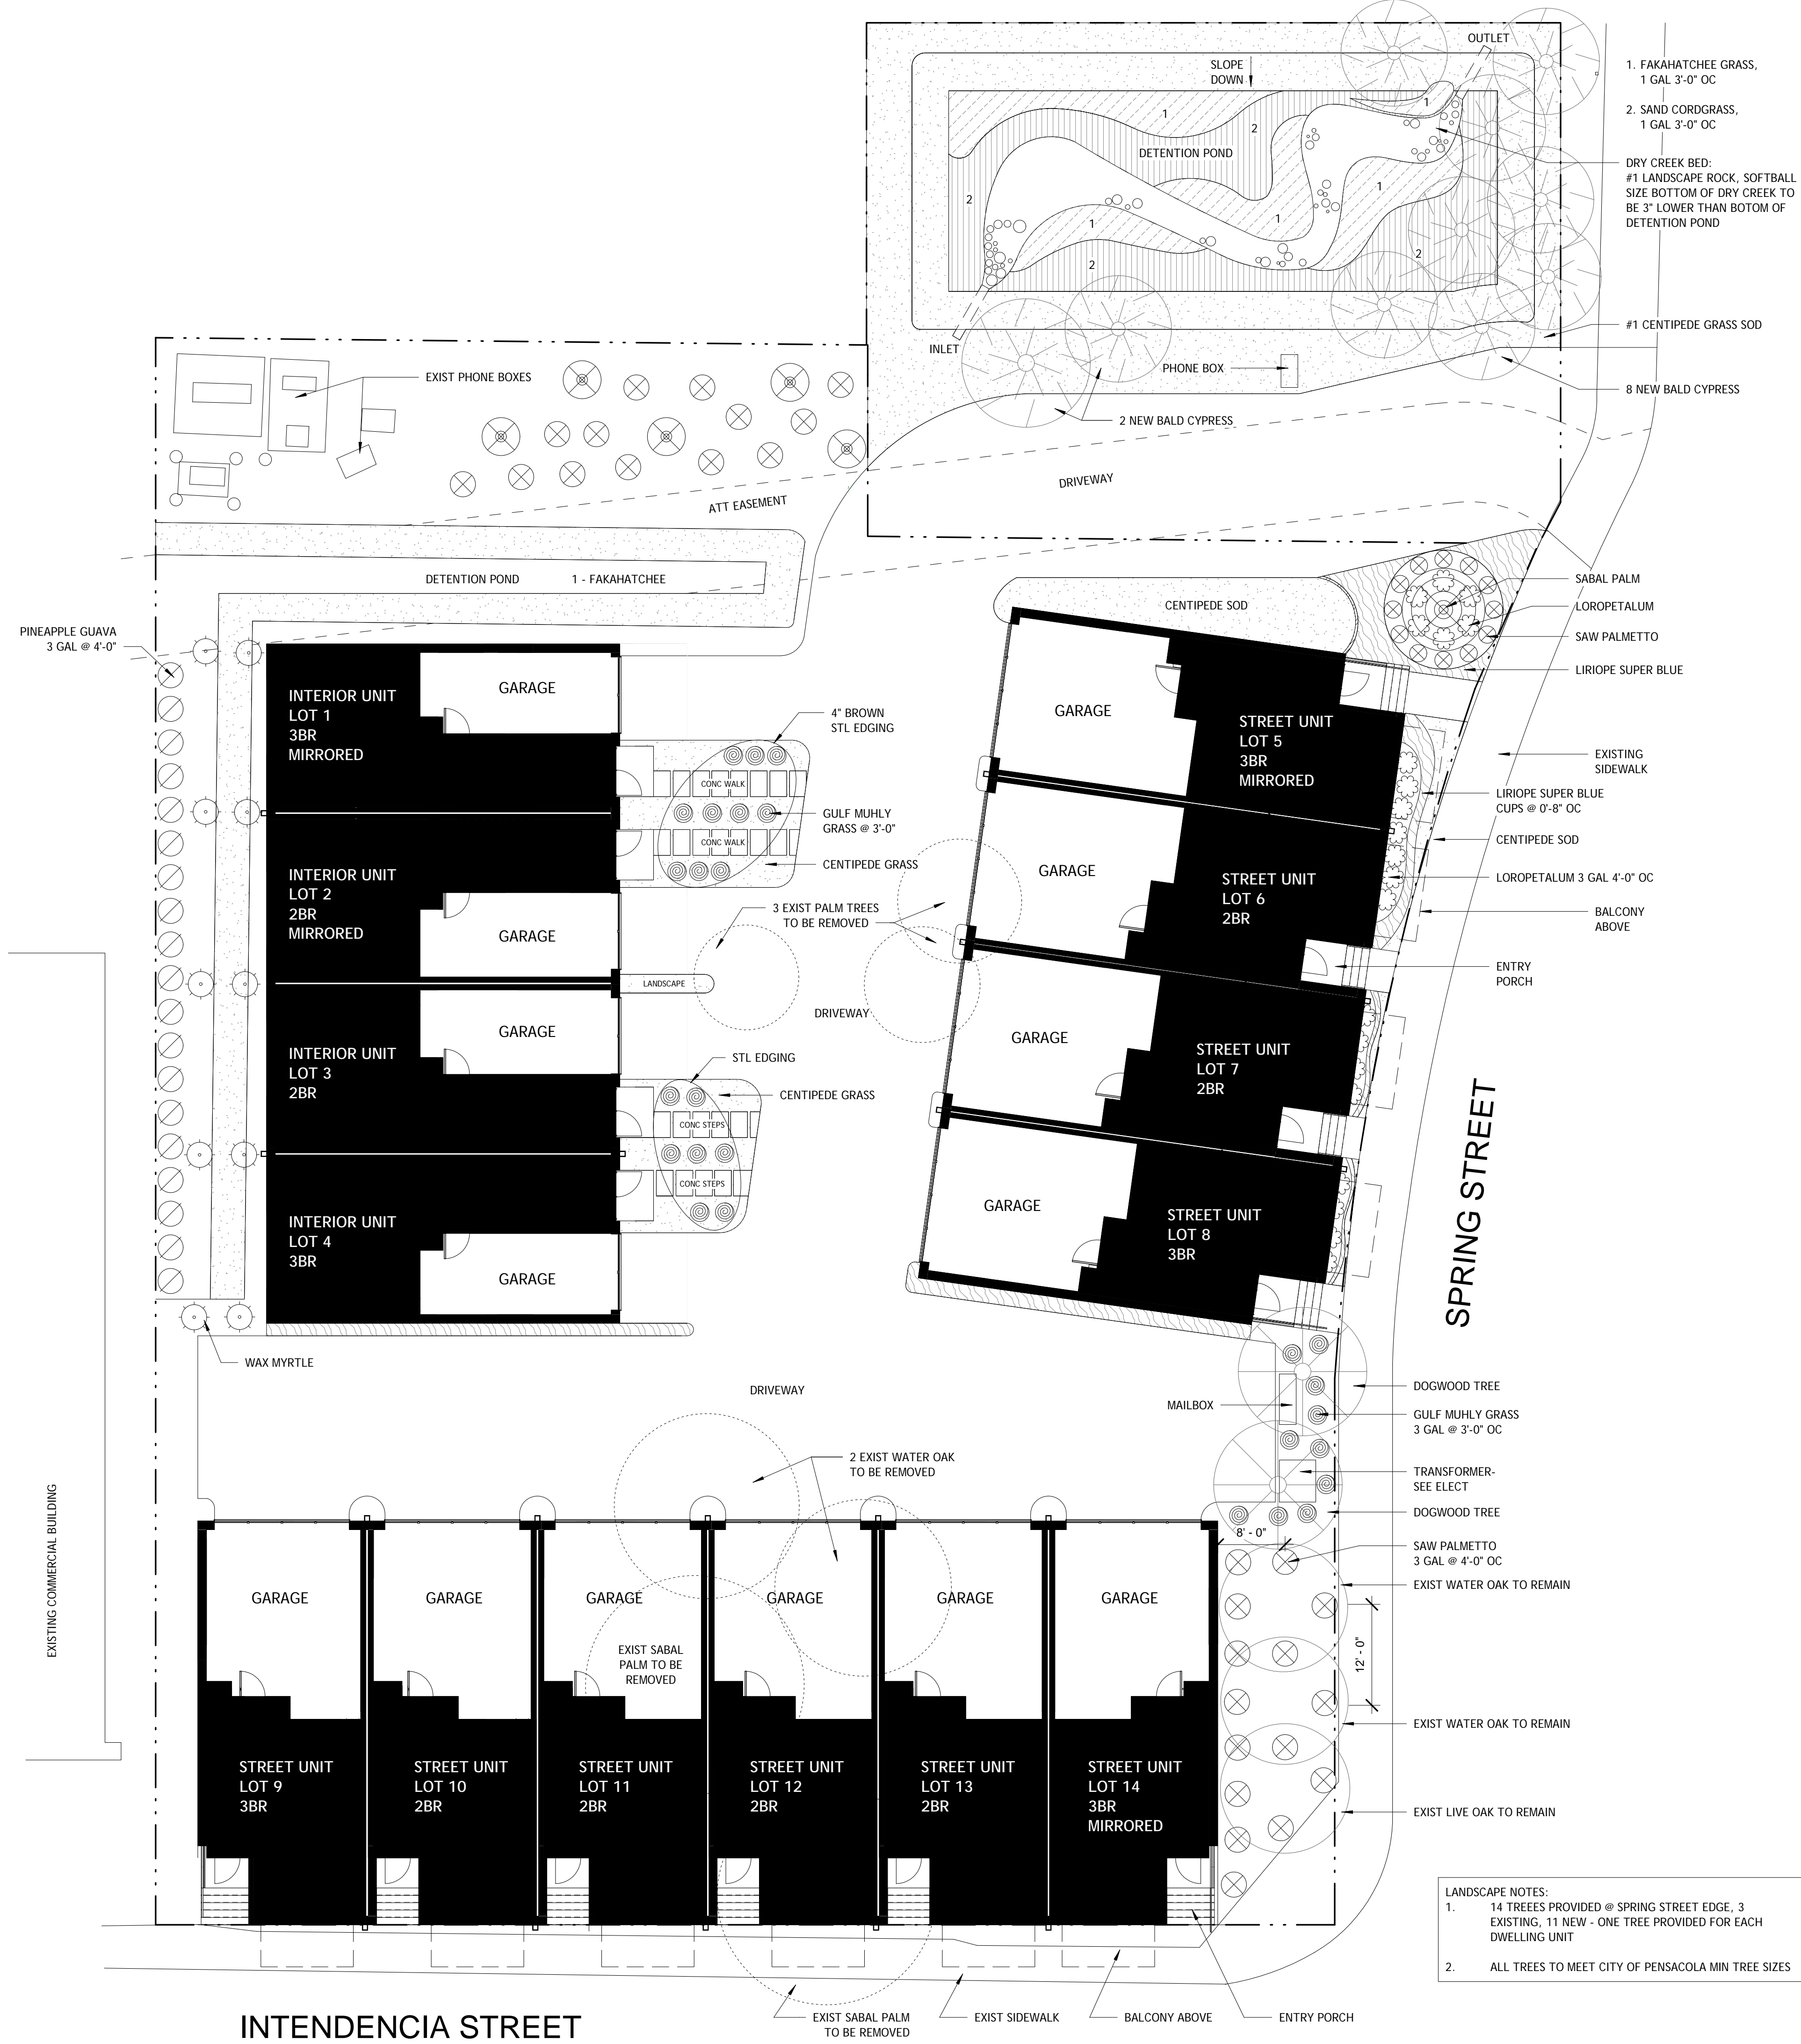 OUTLET
SLOPE
DOWN
1. FAKAHATCHEE GRASS,
1 GAL 3'-0" OC
2. SAND CORDGRASS,
1 GAL 3'-0" OC
1
1
2
DETENTION POND
DRY CREEK BED:
#1 LANDSCAPE ROCK, SOFTBALL
SIZE BOTTOM OF DRY CREEK TO
BE 3" LOWER THAN BOTOM OF
DETENTION POND
2
1
1
1
2
2
#1 CENTIPEDE GRASS SOD
INLET
PHONE BOX
8 NEW BALD CYPRESS
2 NEW BALD CYPRESS
EXIST PHONE BOXES
DRIVEWAY
ATT EASEMENT
DETENTION POND
1 - FAKAHATCHEE
CENTIPEDE SOD
SABAL PALM
LOROPETALUM
SAW PALMETTO
LIRIOPE SUPER BLUE
PINEAPPLE GUAVA
3 GAL @ 4'-0"
INTERIOR UNIT
LOT 1
3BR
MIRRORED
GARAGE
4" BROWN
STL EDGING
CONC WALK
GULF MUHLY
GRASS @ 3'-0"
CONC WALK
CENTIPEDE GRASS
INTERIOR UNIT
LOT 2
2BR
MIRRORED
GARAGE
3 EXIST PALM TREES
TO BE REMOVED
LANDSCAPE
DRIVEWAY
INTERIOR UNIT
LOT 3
2BR
GARAGE
STL EDGING
CENTIPEDE GRASS
CONC STEPS
CONC STEPS
INTERIOR UNIT
LOT 4
3BR
GARAGE
WAX MYRTLE
GARAGE
STREET UNIT
LOT 5
3BR
MIRRORED
EXISTING
SIDEWALK
LIRIOPE SUPER BLUE
CUPS @ 0'-8" OC
CENTIPEDE SOD
LOROPETALUM 3 GAL 4'-0" OC
BALCONY
ABOVE
GARAGE
STREET UNIT
LOT 6
2BR
ENTRY
PORCH
GARAGE
STREET UNIT
LOT 7
2BR
GARAGE
STREET UNIT
LOT 8
3BR
SPRING STREET
DRIVEWAY
MAILBOX
DOGWOOD TREE
GULF MUHLY GRASS
3 GAL @ 3'-0" OC
TRANSFORMER-
SEE ELECT
DOGWOOD TREE
8' - 0"
SAW PALMETTO
3 GAL @ 4'-0" OC
EXIST WATER OAK TO REMAIN
12' - 0"
EXIST WATER OAK TO REMAIN
EXIST LIVE OAK TO REMAIN
2 EXIST WATER OAK
TO BE REMOVED
EXISTING COMMERCIAL BUILDING
GARAGE
GARAGE
GARAGE
GARAGE
GARAGE
GARAGE
EXIST SABAL
PALM TO BE
REMOVED
STREET UNIT
LOT 9
3BR
STREET UNIT
LOT 10
2BR
STREET UNIT
LOT 11
2BR
STREET UNIT
LOT 12
2BR
STREET UNIT
LOT 13
2BR
STREET UNIT
LOT 14
3BR
MIRRORED
LANDSCAPE NOTES:
1. 14 TREEES PROVIDED @ SPRING STREET EDGE, 3
EXISTING, 11 NEW - ONE TREE PROVIDED FOR EACH
DWELLING UNIT
2. ALL TREES TO MEET CITY OF PENSACOLA MIN TREE SIZES
EXIST SABAL PALM
TO BE REMOVED
EXIST SIDEWALK
BALCONY ABOVE
ENTRY PORCH
INTENDENCIA STREET